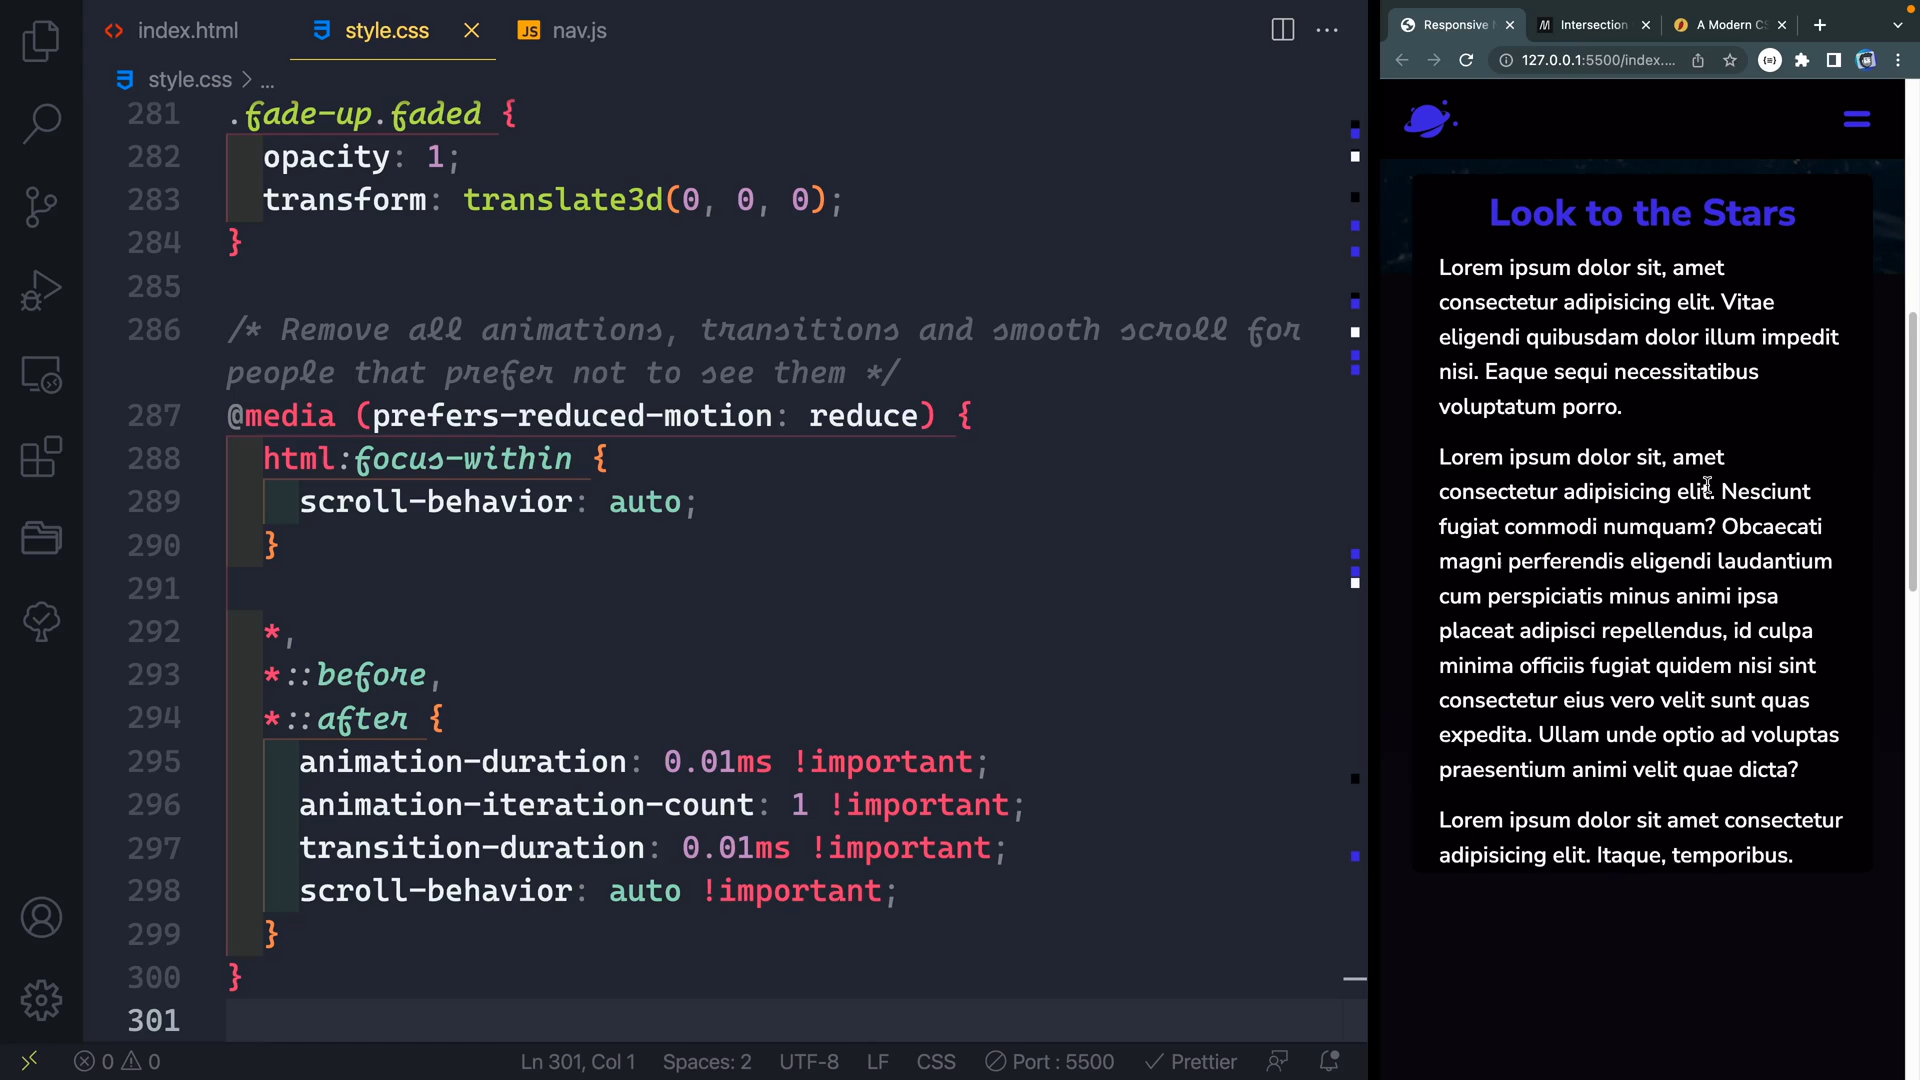 index.html
style.css
JS nav.js
style.css > ...
281 .fade-up.faded {
282 opacity: 1;
283 transform: translate3d(0, 0, 0);
284 }
285
286 /* Remove all animations, transitions and smooth scroll for
people that prefer not to see them */
287 @media (prefers-reduced-motion: reduce) {
288 html:focus-within {
289 scroll-behavior: auto;
290 }
291
292 *,
293 *::before,
294 *::after {
295 animation-duration: 0.01ms !important;
296 animation-iteration-count: 1 !important;
297 transition-duration: 0.01ms !important;
298 scroll-behavior: auto !important;
299 }
300 }
301
0 0
Ln 301, Col 1
Spaces: 2
UTF-8
LF
CSS
Port : 5500
Prettier
Responsive
Intersection
A Modern CS
127.0.0.1:5500/index....
Look to the Stars
Lorem ipsum dolor sit, amet
consectetur adipisicing elit. Vitae
eligendi quibusdam dolor illum impedit
nisi. Eaque sequi necessitatibus
voluptatum porro.
Lorem ipsum dolor sit, amet
consectetur adipisicing elit. Nesciunt
fugiat commodi numquam? Obcaecati
magni perferendis eligendi laudantium
cum perspiciatis minus animi ipsa
placeat adipisci repellendus, id culpa
minima officiis fugiat quidem nisi sint
consectetur eius vero velit sunt quas
expedita. Ullam unde optio ad voluptas
praesentium animi velit quae dicta?
Lorem ipsum dolor sit amet consectetur
adipisicing elit. Itaque, temporibus.